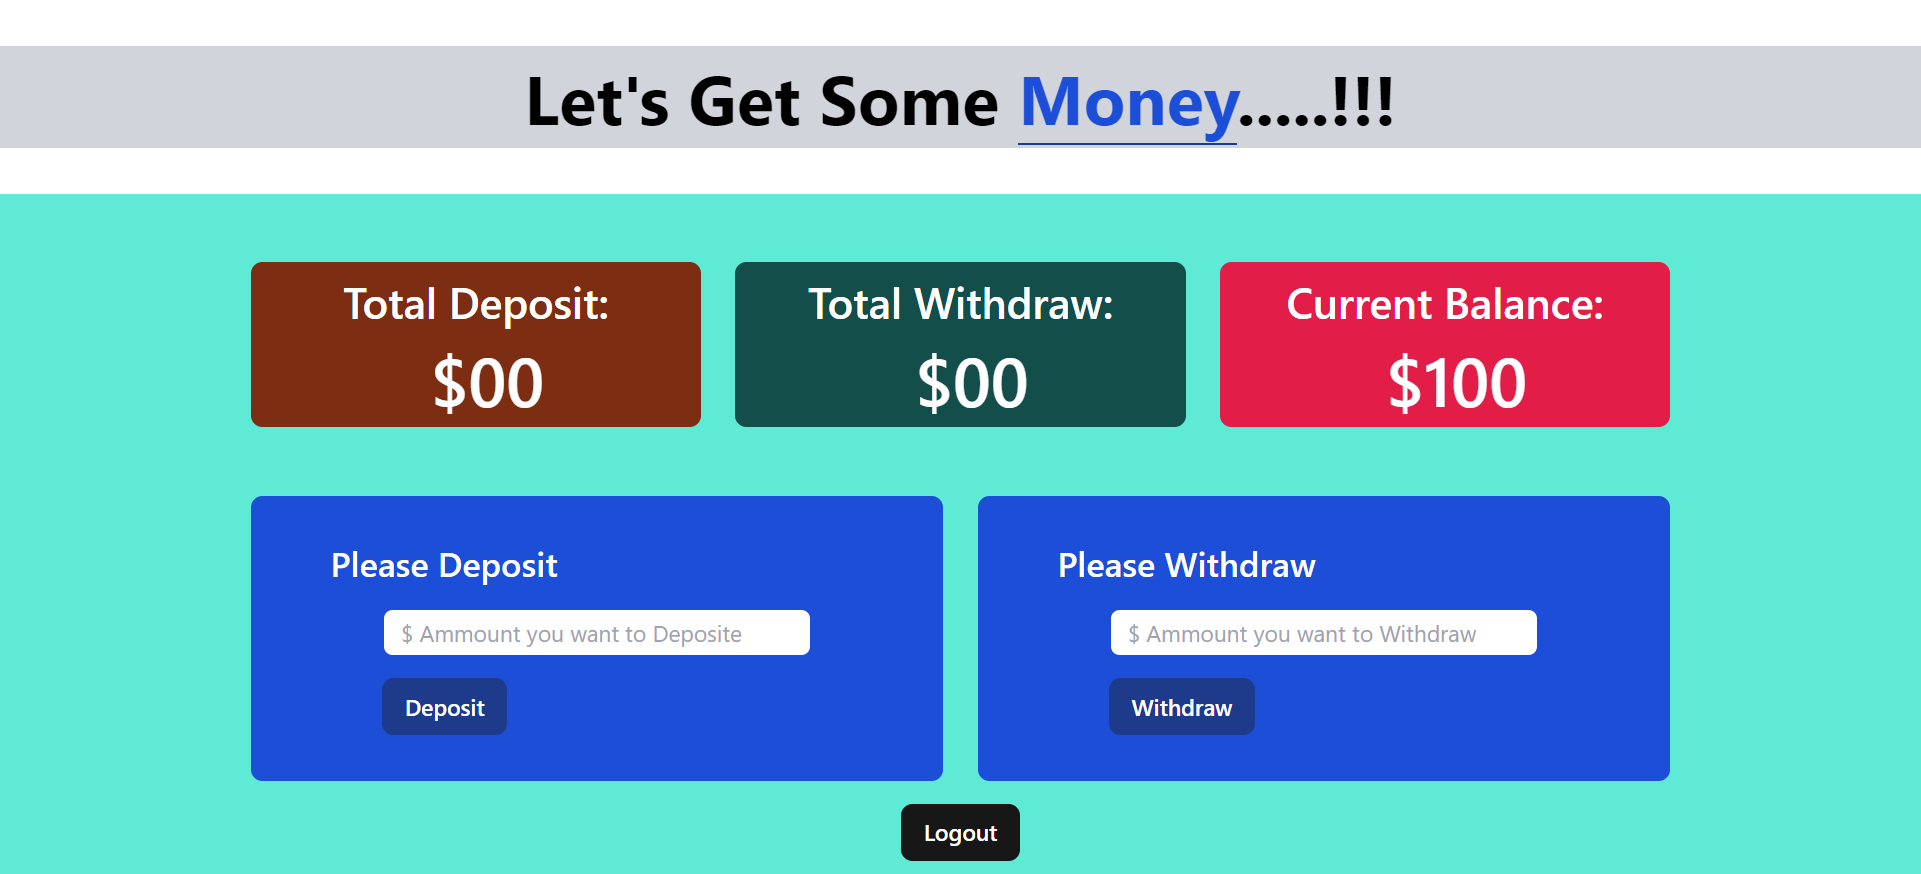 Let's Get Some Money.....!!!
Total Deposit:
$00
Total Withdraw:
$00
Current Balance:
$100
Please Deposit
$ Ammount you want to Deposite
Deposit
Please Withdraw
$ Ammount you want to Withdraw
Withdraw
Logout